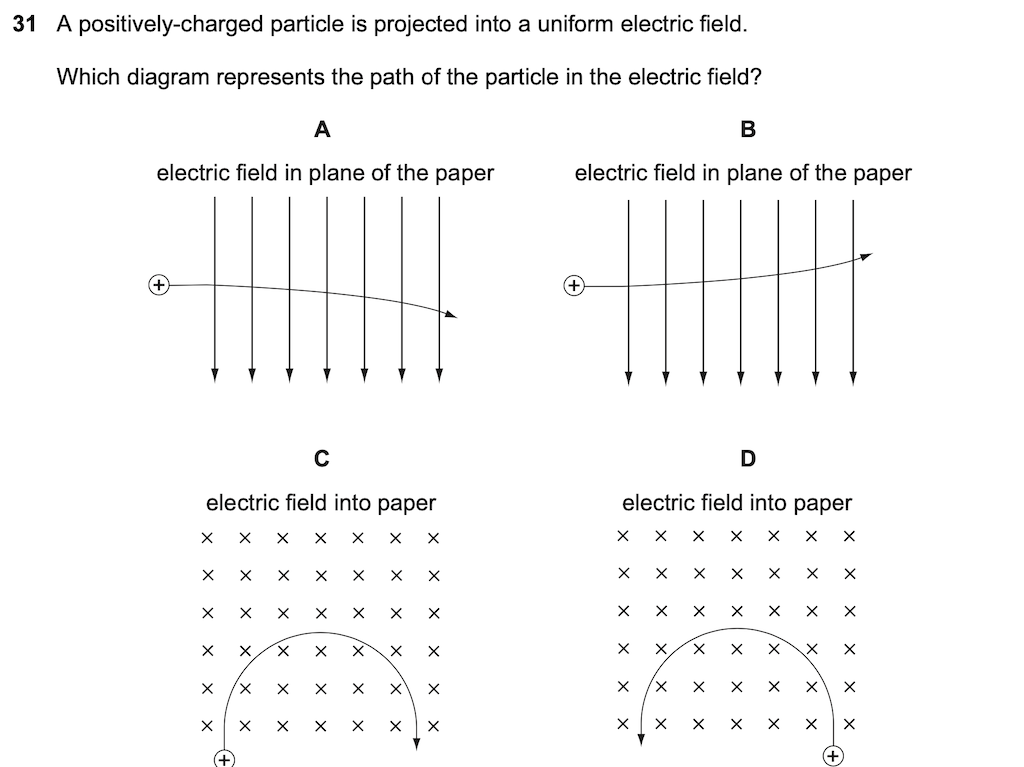 31 A positively-charged particle is projected into a uniform electric field.
Which diagram represents the path of the particle in the electric field?
A
B
electric field in plane of the paper
electric field in plane of the paper
+
+
C
D
electric field into paper
electric field into paper
+
+